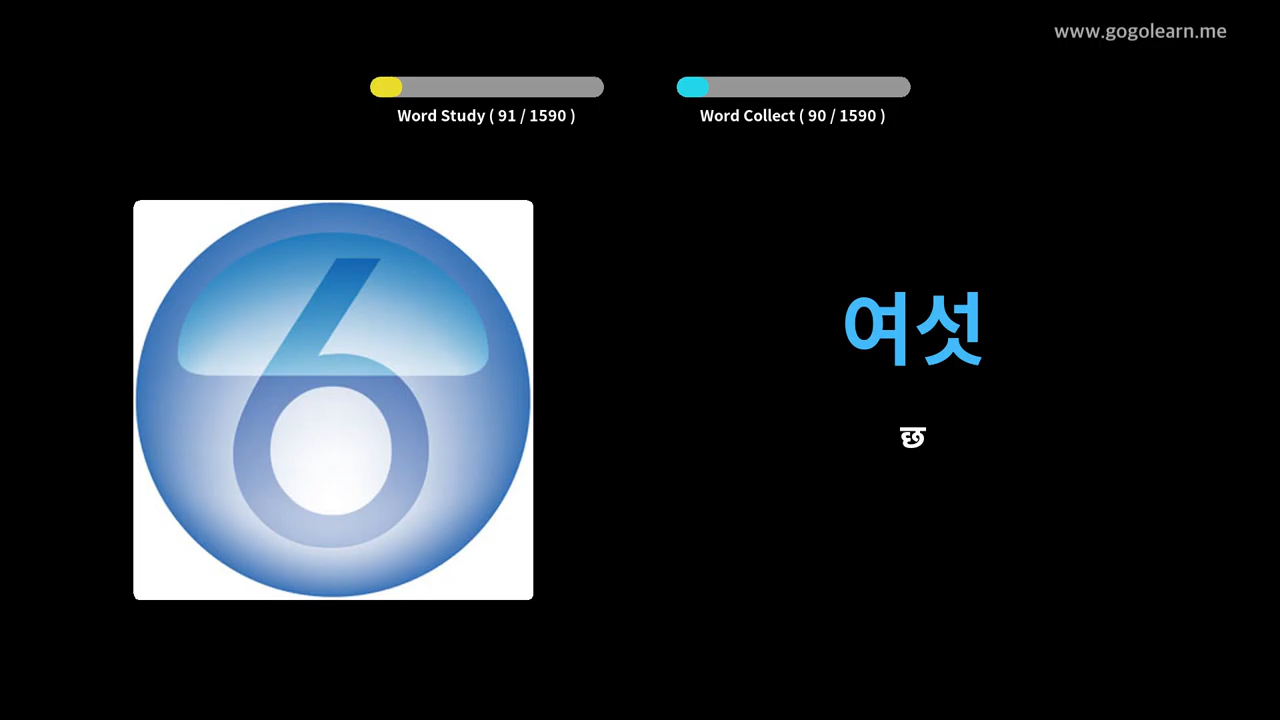 www.gogolearn.me
Word Study ( 91 / 1590 )
Word Collect ( 90 / 1590 )
6
여섯
छ